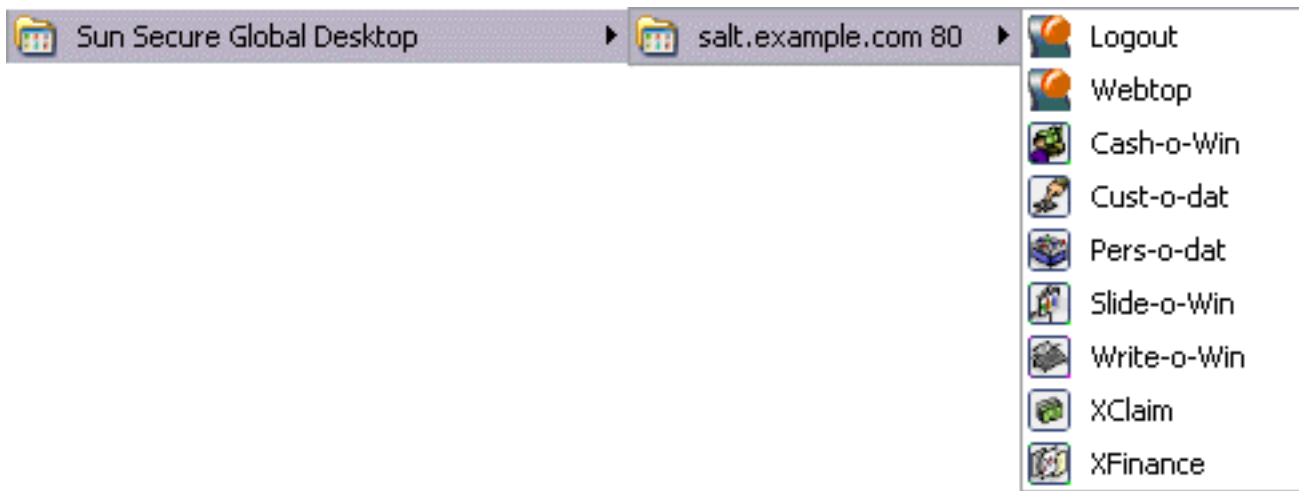 Sun Secure Global Desktop
salt.example.com 80
Logout
Webtop
Cash-o-Win
Cust-o-dat
Pers-o-dat
Slide-o-Win
Write-o-Win
XClaim
XFinance